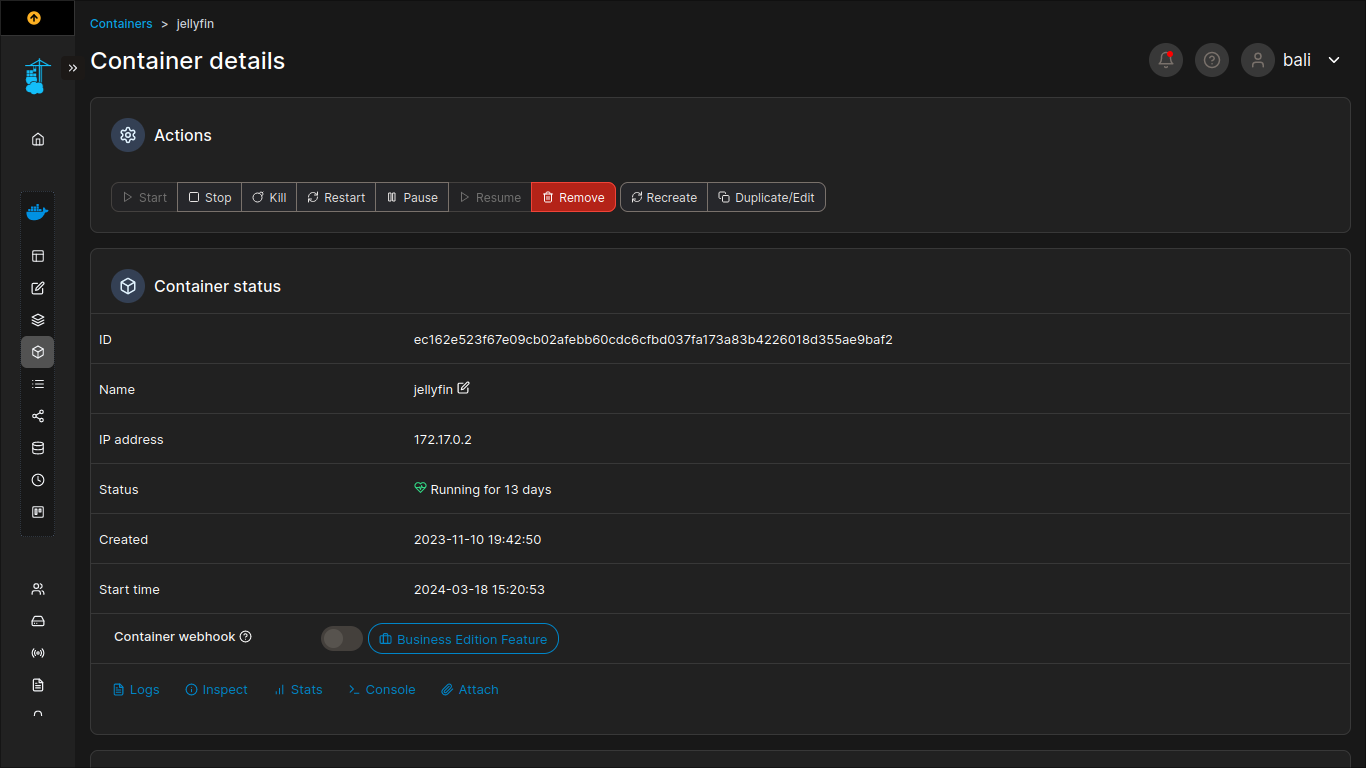 Containers > jellyfin
Container details
bali
Actions
Start Stop Kill Restart Pause Resume Remove Recreate Duplicate/Edit
Container status
ID ec162e523f67e09cb02afebb60cdc6cfbd037fa173a83b4226018d355ae9baf2
Name jellyfin
IP address 172.17.0.2
Status Running for 13 days
Created 2023-11-10 19:42:50
Start time 2024-03-18 15:20:53
Container webhook Business Edition Feature
Logs Inspect Stats Console Attach